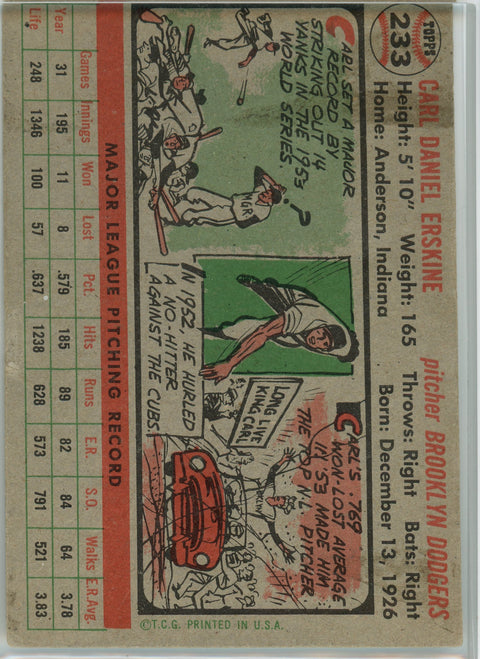 TOPPS
233
CARL DANIEL ERSKINE pitcher BROOKLYN DODGERS
Height: 5' 10" Weight: 165 Throws: Right Bats: Right
Home: Anderson, Indiana Born: December 13, 1926
CARL SET A MAJOR
RECORD BY
STRIKING OUT 14
YANKS IN THE 1953
WORLD SERIES.
MGR
?
IN 1952 HE HURLED
A NO-HITTER
AGAINST THE CUBS.
CARL'S .769
WON-LOST AVERAGE
IN '53 MADE HIM
THE TOP N.L. PITCHER
LONG LIVE
KING CARL
MAJOR LEAGUE PITCHING RECORD
Games Innings Won Lost Pct. Hits Runs E.R. S.O. Walks E.R.Avg.
Year 31 195 11 8 .579 185 89 82 84 64 3.78
Life 248 1346 100 57 .637 1238 628 573 791 521 3.83
©T.C.G. PRINTED IN U.S.A.